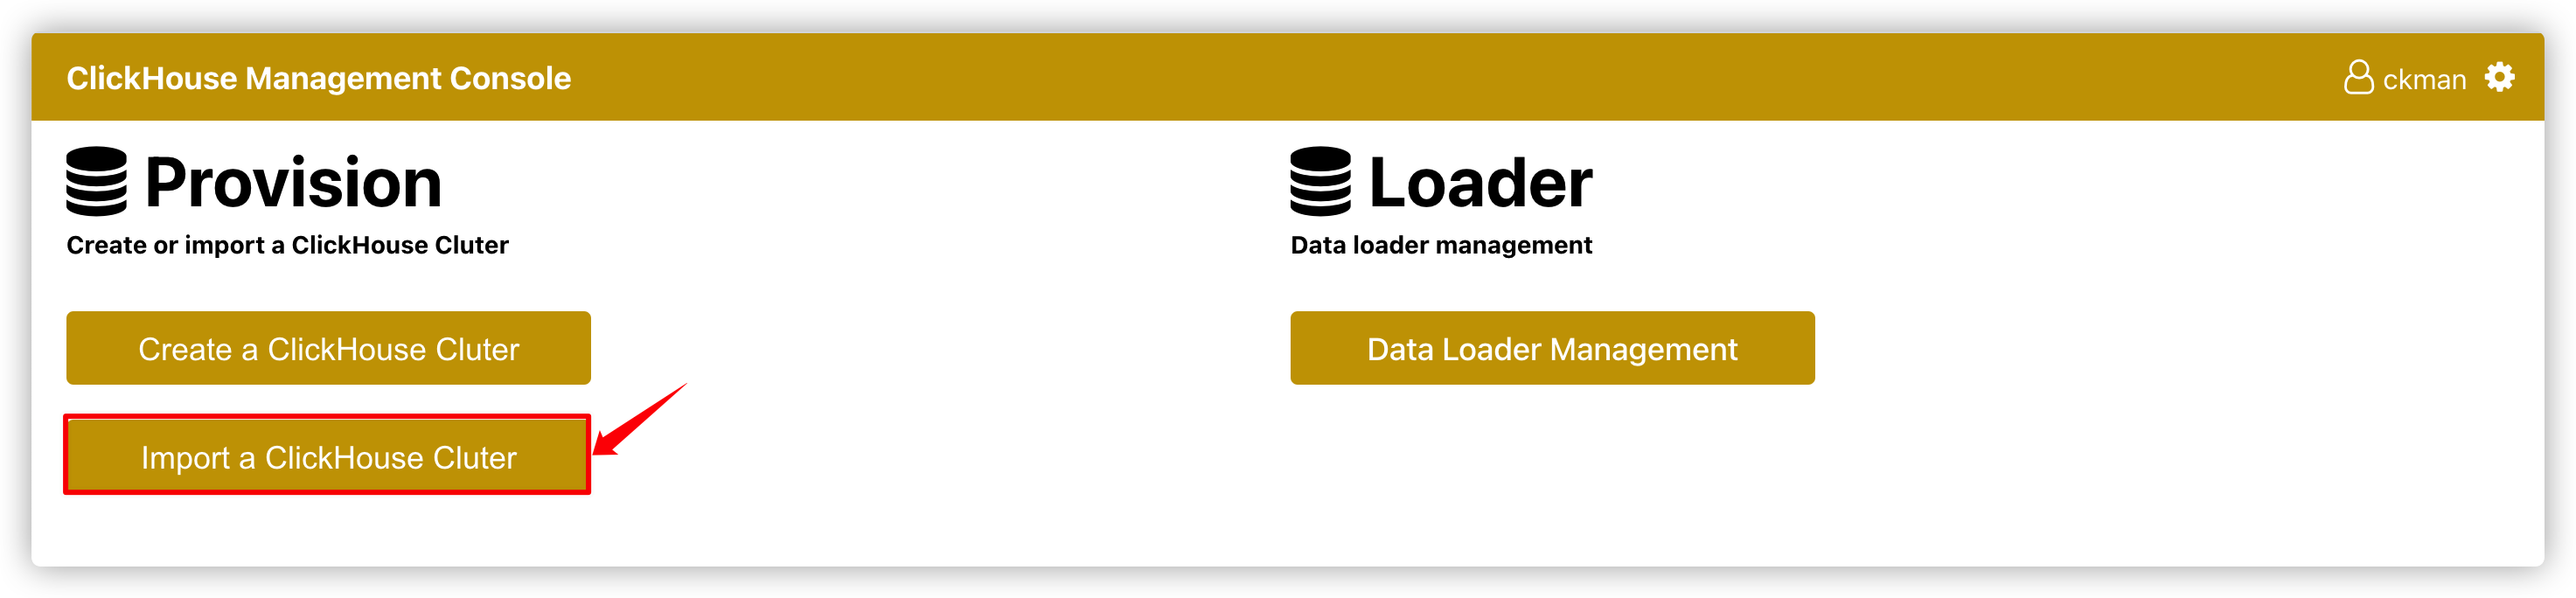 ClickHouse Management Console
ckman
Provision
Create or import a ClickHouse Cluter
Create a ClickHouse Cluter
Import a ClickHouse Cluter
Loader
Data loader management
Data Loader Management